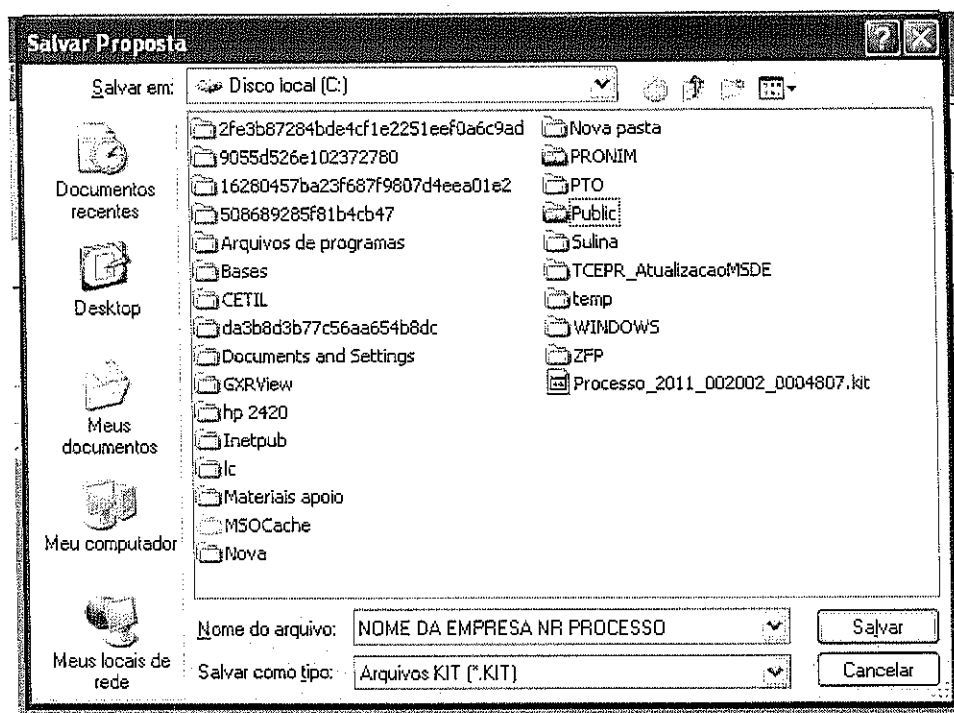 Salvar Proposta
Salvar em: Disco local (C:)
Documentos
recentes
Desktop
Meus
documentos
Meu computador
Meus locais de
rede
2fe3b87284bde4cf1e2251eef0a6c9ad
9055d526e102372780
16280457ba23f687f9807d4eea01e2
508689285f81b4cb47
Arquivos de programas
Bases
CETIL
da3b8d3b77c56aa654b8dc
Documents and Settings
GXRView
hp 2420
Inetpub
lc
Materiais apoio
MSOCache
Nova
Nova pasta
PRONIM
PTO
Public
Sulina
TCEPR_AtualizacaoMSDE
temp
WINDOWS
ZFP
Processo_2011_002002_0004807.kit
Nome do arquivo: NOME DA EMPRESA NR PROCESSO Salvar
Salvar como tipo: Arquivos KIT (*.KIT) Cancelar